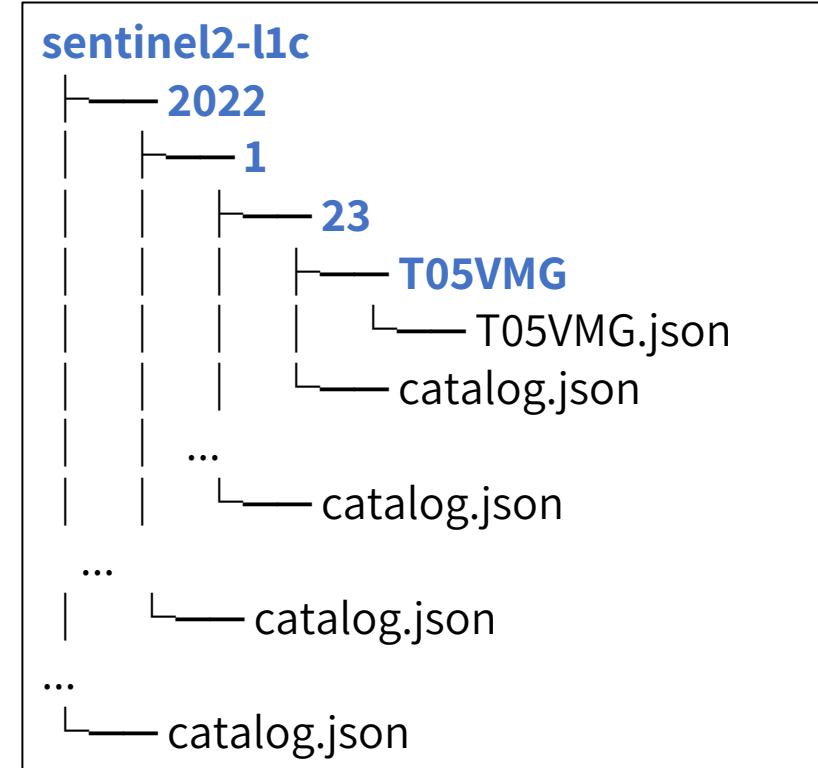 sentinel2-l1c
2022
1
23
T05VMG
T05VMG.json
catalog.json
...
catalog.json
...
catalog.json
...
catalog.json